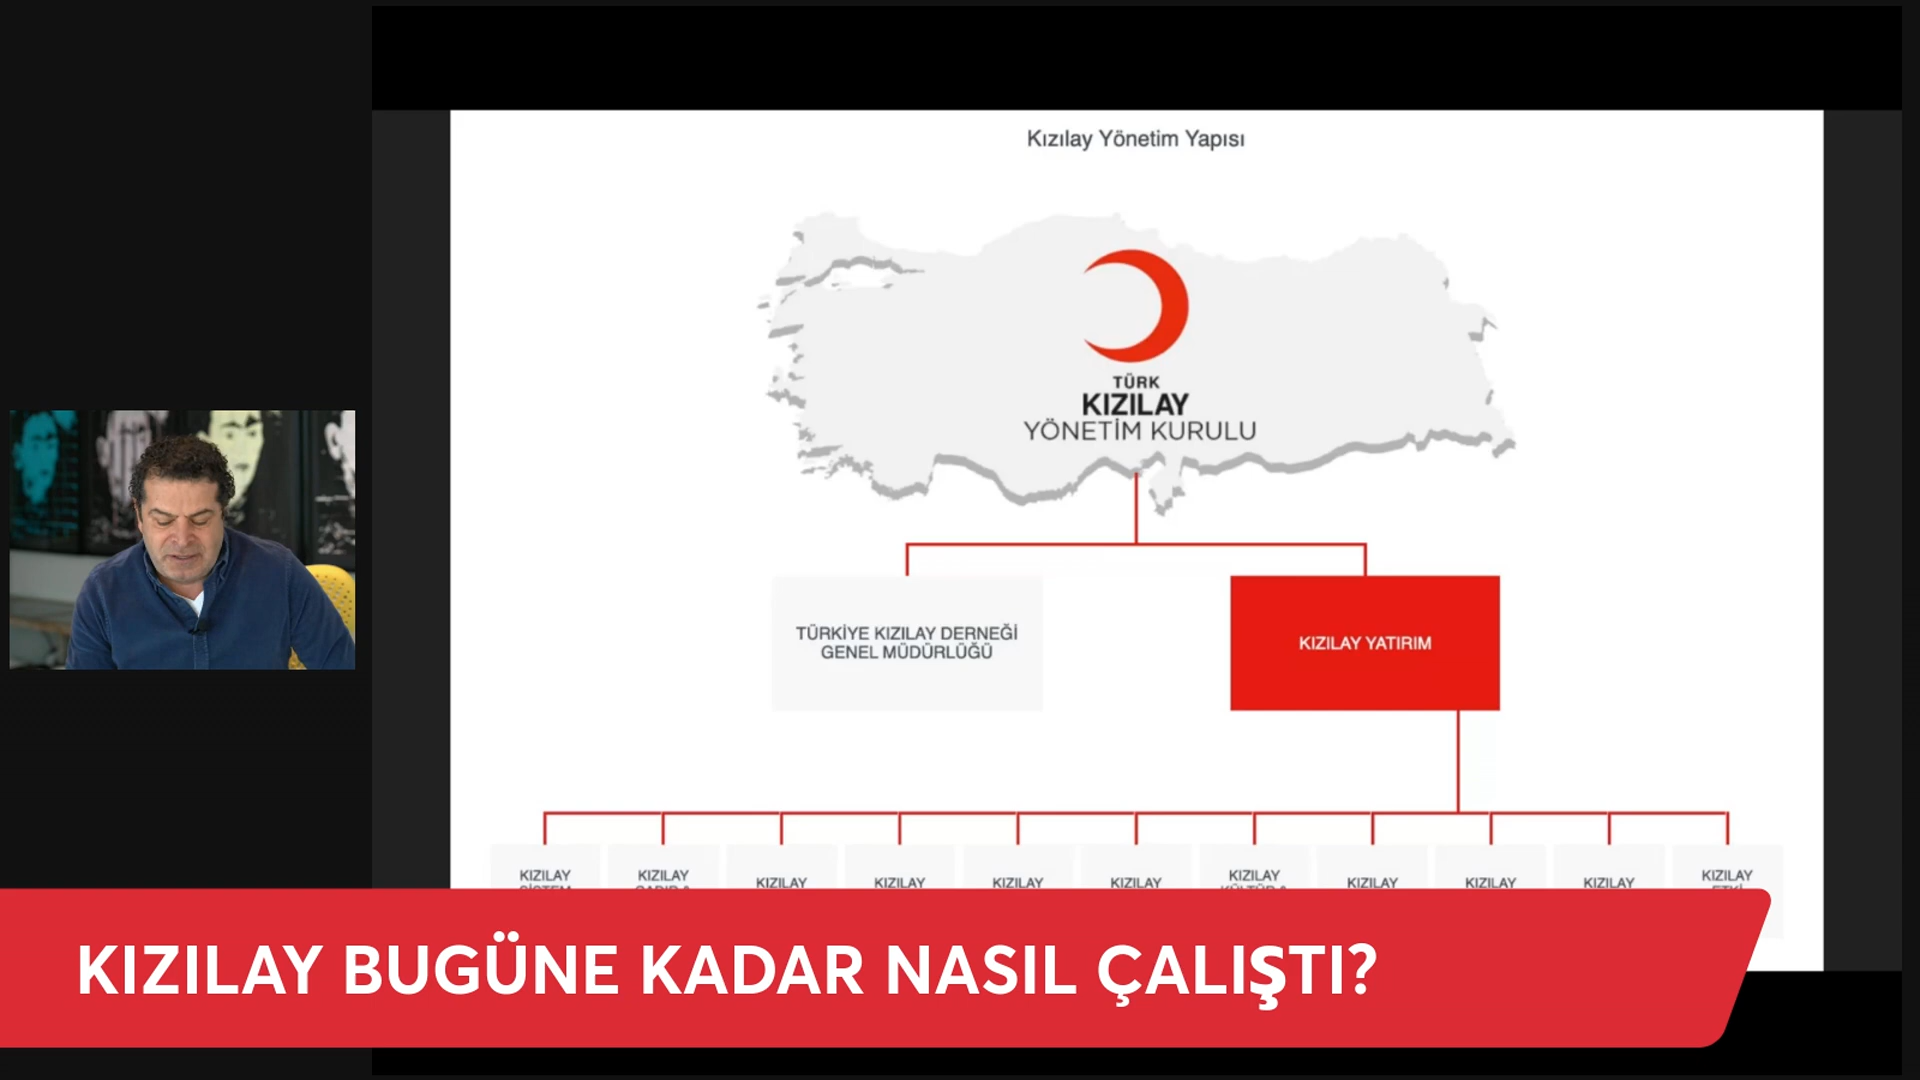 Kızılay Yönetim Yapısı
TÜRK
KIZILAY
YÖNETİM KURULU
TÜRKİYE KIZILAY DERNEĞİ
GENEL MÜDÜRLÜĞÜ
KIZILAY YATIRIM
KIZILAY KIZILAY KIZILAY KIZILAY KIZILAY KIZILAY KIZILAY KIZILAY KIZILAY KIZILAY KIZILAY
KIZILAY BUGÜNE KADAR NASIL ÇALIŞTI?